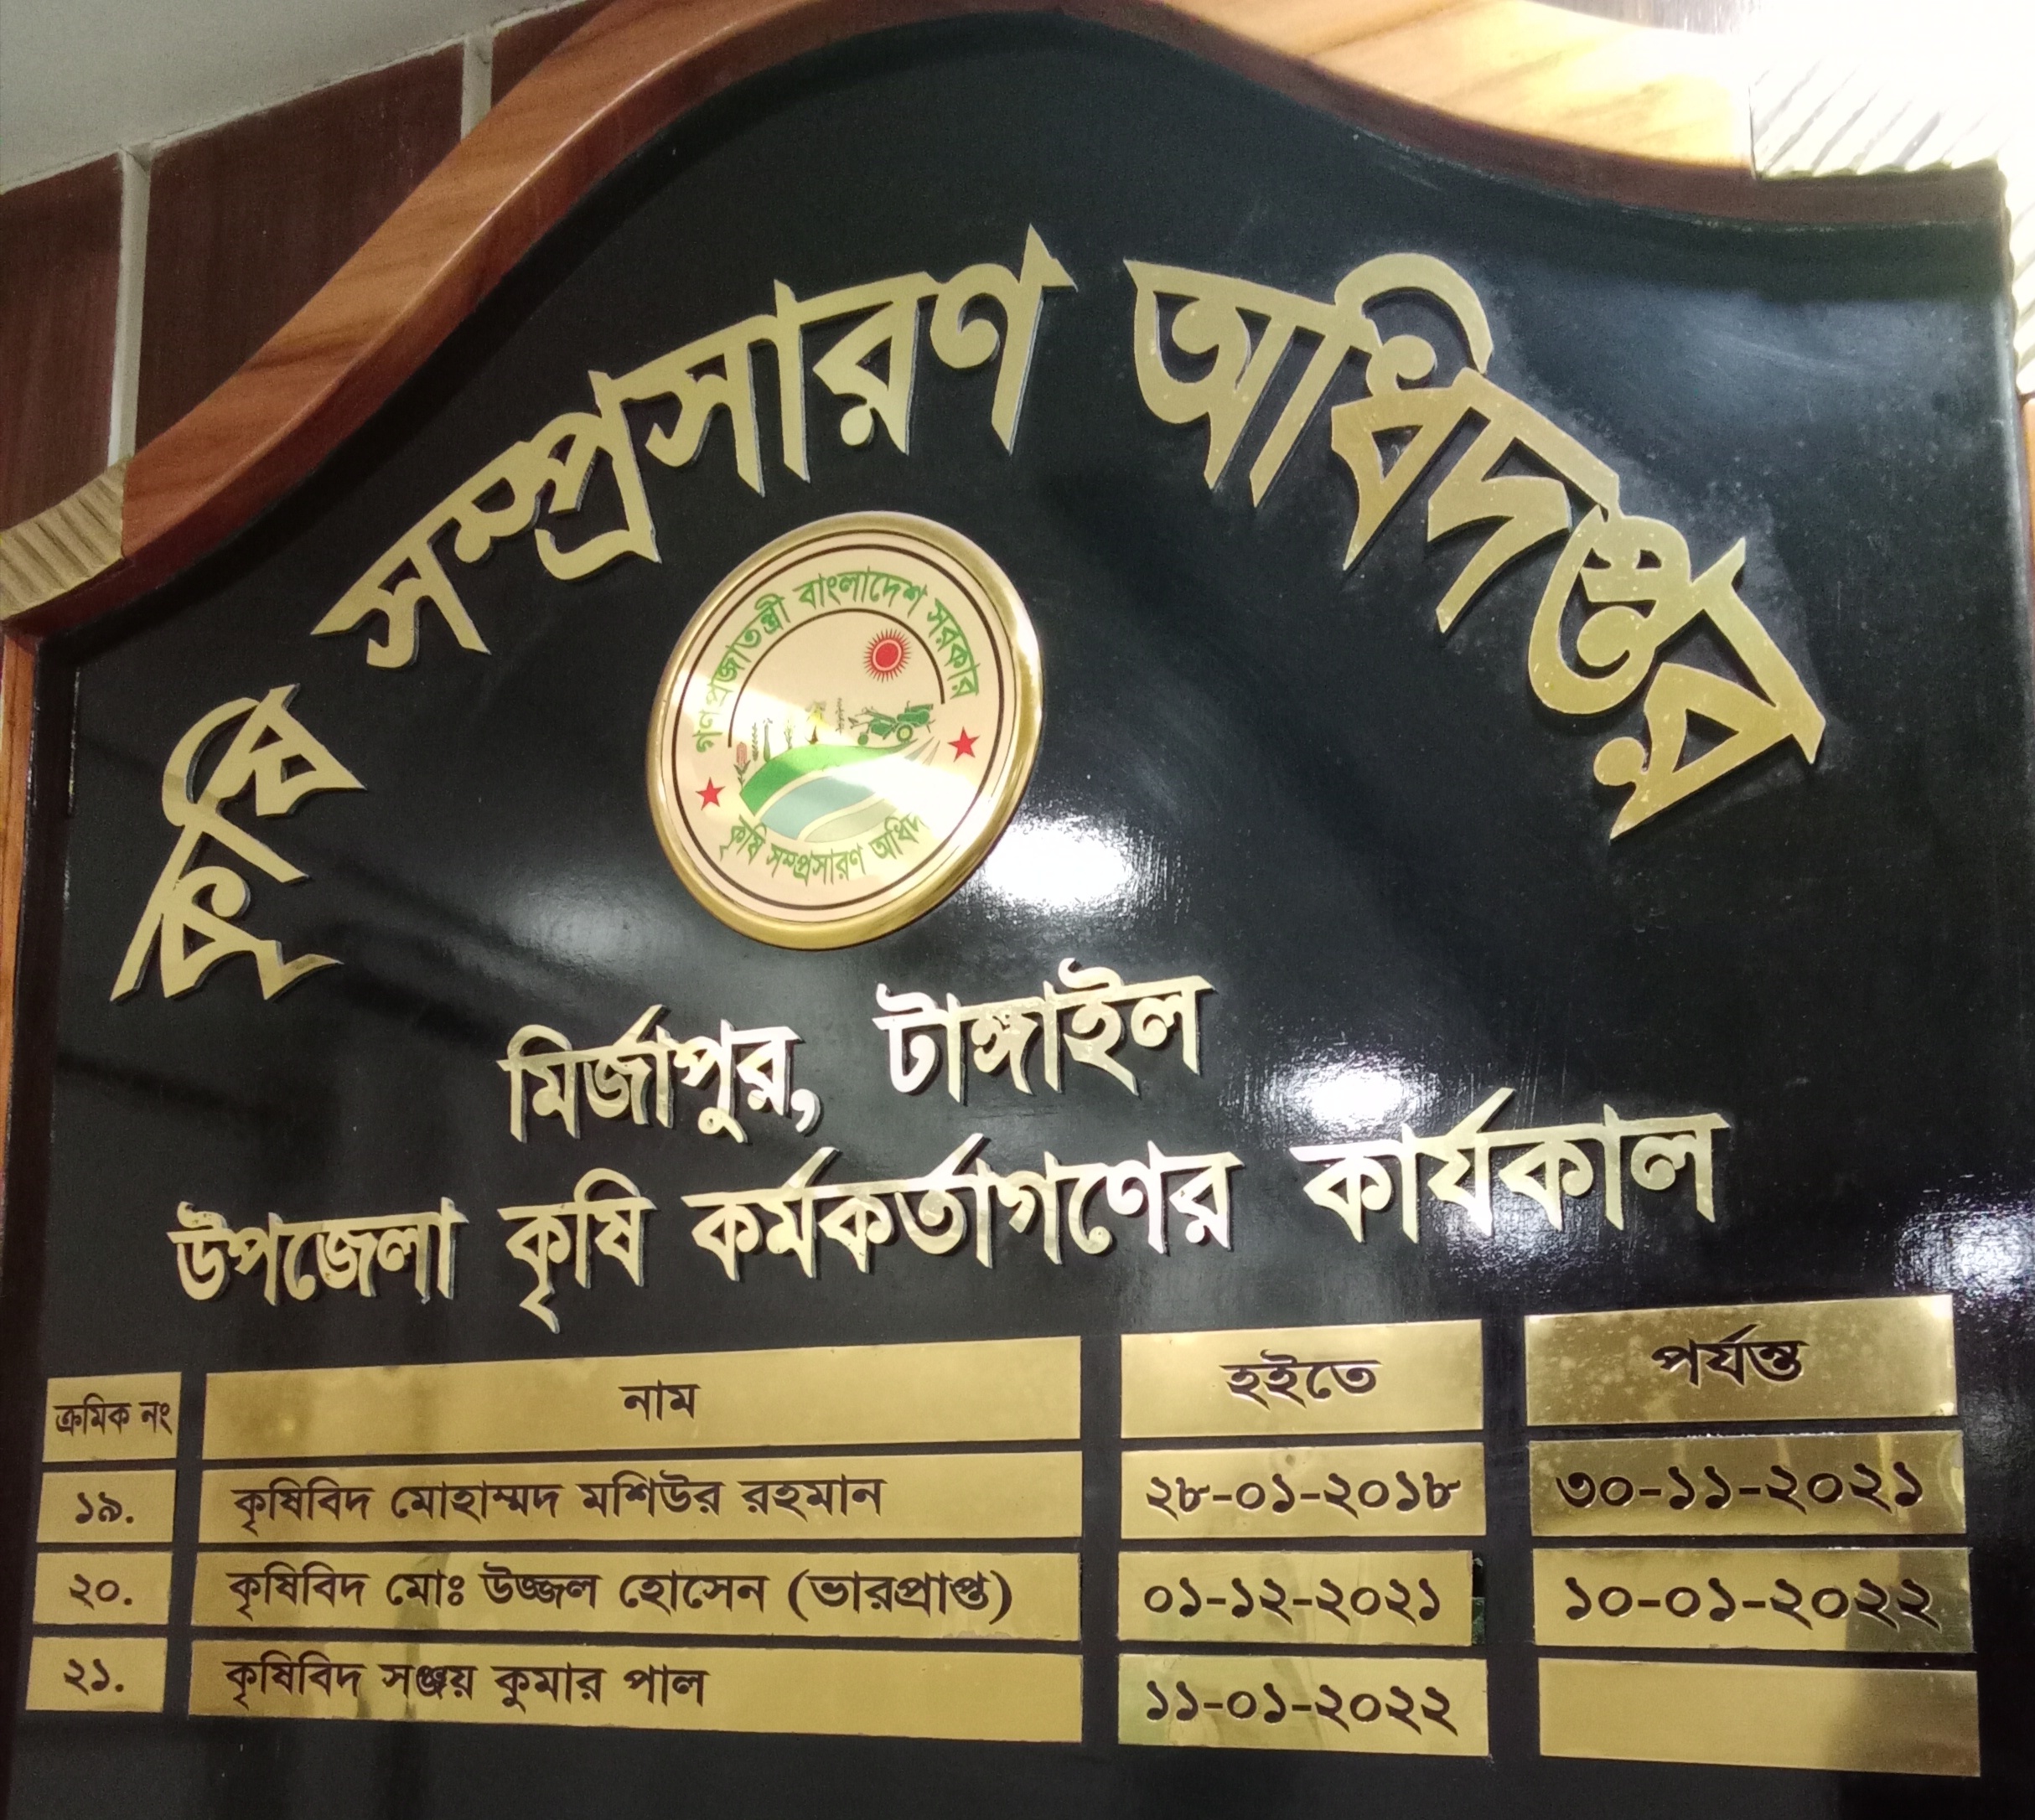 কৃষি সম্প্রসারণ অধিদপ্তর
গণপ্রজাতন্ত্রী বাংলাদেশ সরকার
কৃষি সম্প্রসারণ অধিদ
মির্জাপুর, টাঙ্গাইল
উপজেলা কৃষি কর্মকর্তাগণের কার্যকাল
ক্রমিক নং নাম হইতে পর্যন্ত
১৯. কৃষিবিদ মোহাম্মদ মশিউর রহমান ২৮-০১-২০১৮ ৩০-১১-২০২১
২০. কৃষিবিদ মোঃ উজ্জল হোসেন (ভারপ্রাপ্ত) ০১-১২-২০২১ ১০-০১-২০২২
২১. কৃষিবিদ সঞ্জয় কুমার পাল ১১-০১-২০২২